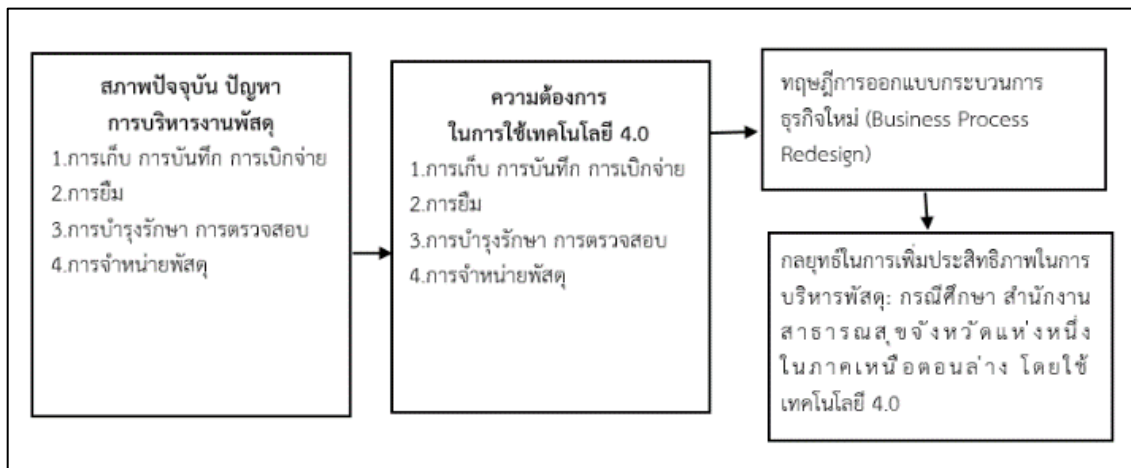 สภาพปัจจุบัน ปัญหา
การบริหารงานพัสดุ
1.การเก็บ การบันทึก การเบิกจ่าย
2.การยืม
3.การบำรุงรักษา การตรวจสอบ
4.การจำหน่ายพัสดุ
ความต้องการ
ในการใช้เทคโนโลยี 4.0
1.การเก็บ การบันทึก การเบิกจ่าย
2.การยืม
3.การบำรุงรักษา การตรวจสอบ
4.การจำหน่ายพัสดุ
ทฤษฎีการออกแบบกระบวนการ
ธุรกิจใหม่ (Business Process
Redesign)
กลยุทธ์ในการเพิ่มประสิทธิภาพในการ
บริหารพัสดุ: กรณีศึกษา สำนักงาน
สาธารณสุขจังหวัดแห่งหนึ่ง
ในภาคเหนือตอนล่าง โดยใช้
เทคโนโลยี 4.0